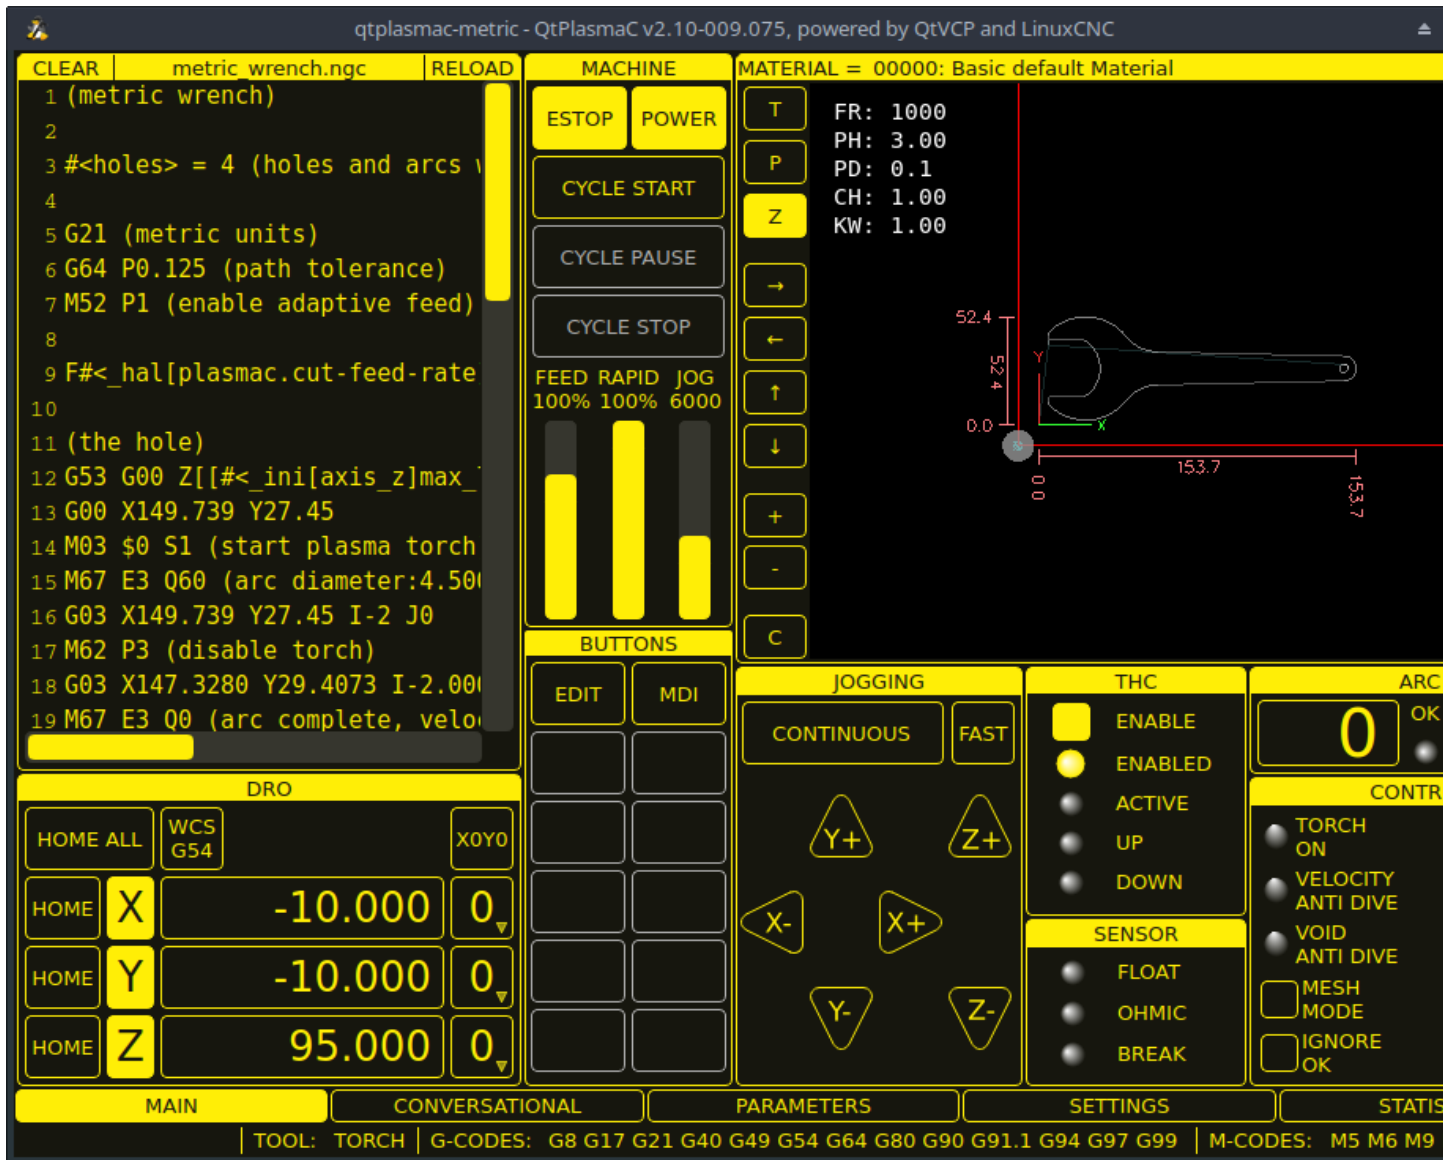 qtplasmac-metric - QtPlasmaC v2.10-009.075, powered by QtVCP and LinuxCNC
CLEAR metric_wrench.ngc RELOAD
1 (metric wrench)
2
3 #<holes> = 4 (holes and arcs
4
5 G21 (metric units)
6 G64 P0.125 (path tolerance)
7 M52 P1 (enable adaptive feed)
8
9 F#<_hal[plasmac.cut-feed-rate
10
11 (the hole)
12 G53 G00 Z[[#<_ini[axis_z]max_
13 G00 X149.739 Y27.45
14 M03 $0 S1 (start plasma torch
15 M67 E3 Q60 (arc diameter:4.500
16 G03 X149.739 Y27.45 I-2 J0
17 M62 P3 (disable torch)
18 G03 X147.3280 Y29.4073 I-2.000
19 M67 E3 Q0 (arc complete, velo
MACHINE
ESTOP POWER
CYCLE START
CYCLE PAUSE
CYCLE STOP
FEED RAPID JOG
100% 100% 6000
MATERIAL = 00000: Basic default Material
T
P
Z
→
←
↑
↓
+
-
C
FR: 1000
PH: 3.00
PD: 0.1
CH: 1.00
KW: 1.00
52.4
52.4
0.0
Y
X
153.7
0.0
153.7
DRO
HOME ALL
WCS
G54
X0Y0
HOME X -10.000 0
HOME Y -10.000 0
HOME Z 95.000 0
BUTTONS
EDIT MDI
JOGGING
CONTINUOUS FAST
Y+ Z+
X- X+
Y- Z-
THC
ENABLE
ENABLED
ACTIVE
UP
DOWN
SENSOR
FLOAT
OHMIC
BREAK
ARC
0 OK
CONTR
TORCH
ON
VELOCITY
ANTI DIVE
VOID
ANTI DIVE
MESH
MODE
IGNORE
OK
MAIN CONVERSATIONAL PARAMETERS SETTINGS STATIS
TOOL: TORCH G-CODES: G8 G17 G21 G40 G49 G54 G64 G80 G90 G91.1 G94 G97 G99 M-CODES: M5 M6 M9